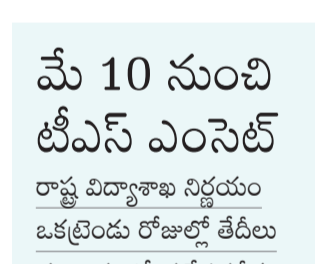 మే 10 నుంచి
టీఎస్ ఎంసెట్
రాష్ట్ర విద్యాశాఖ నిర్ణయం
ఒకట్రెండు రోజుల్లో తేదీలు